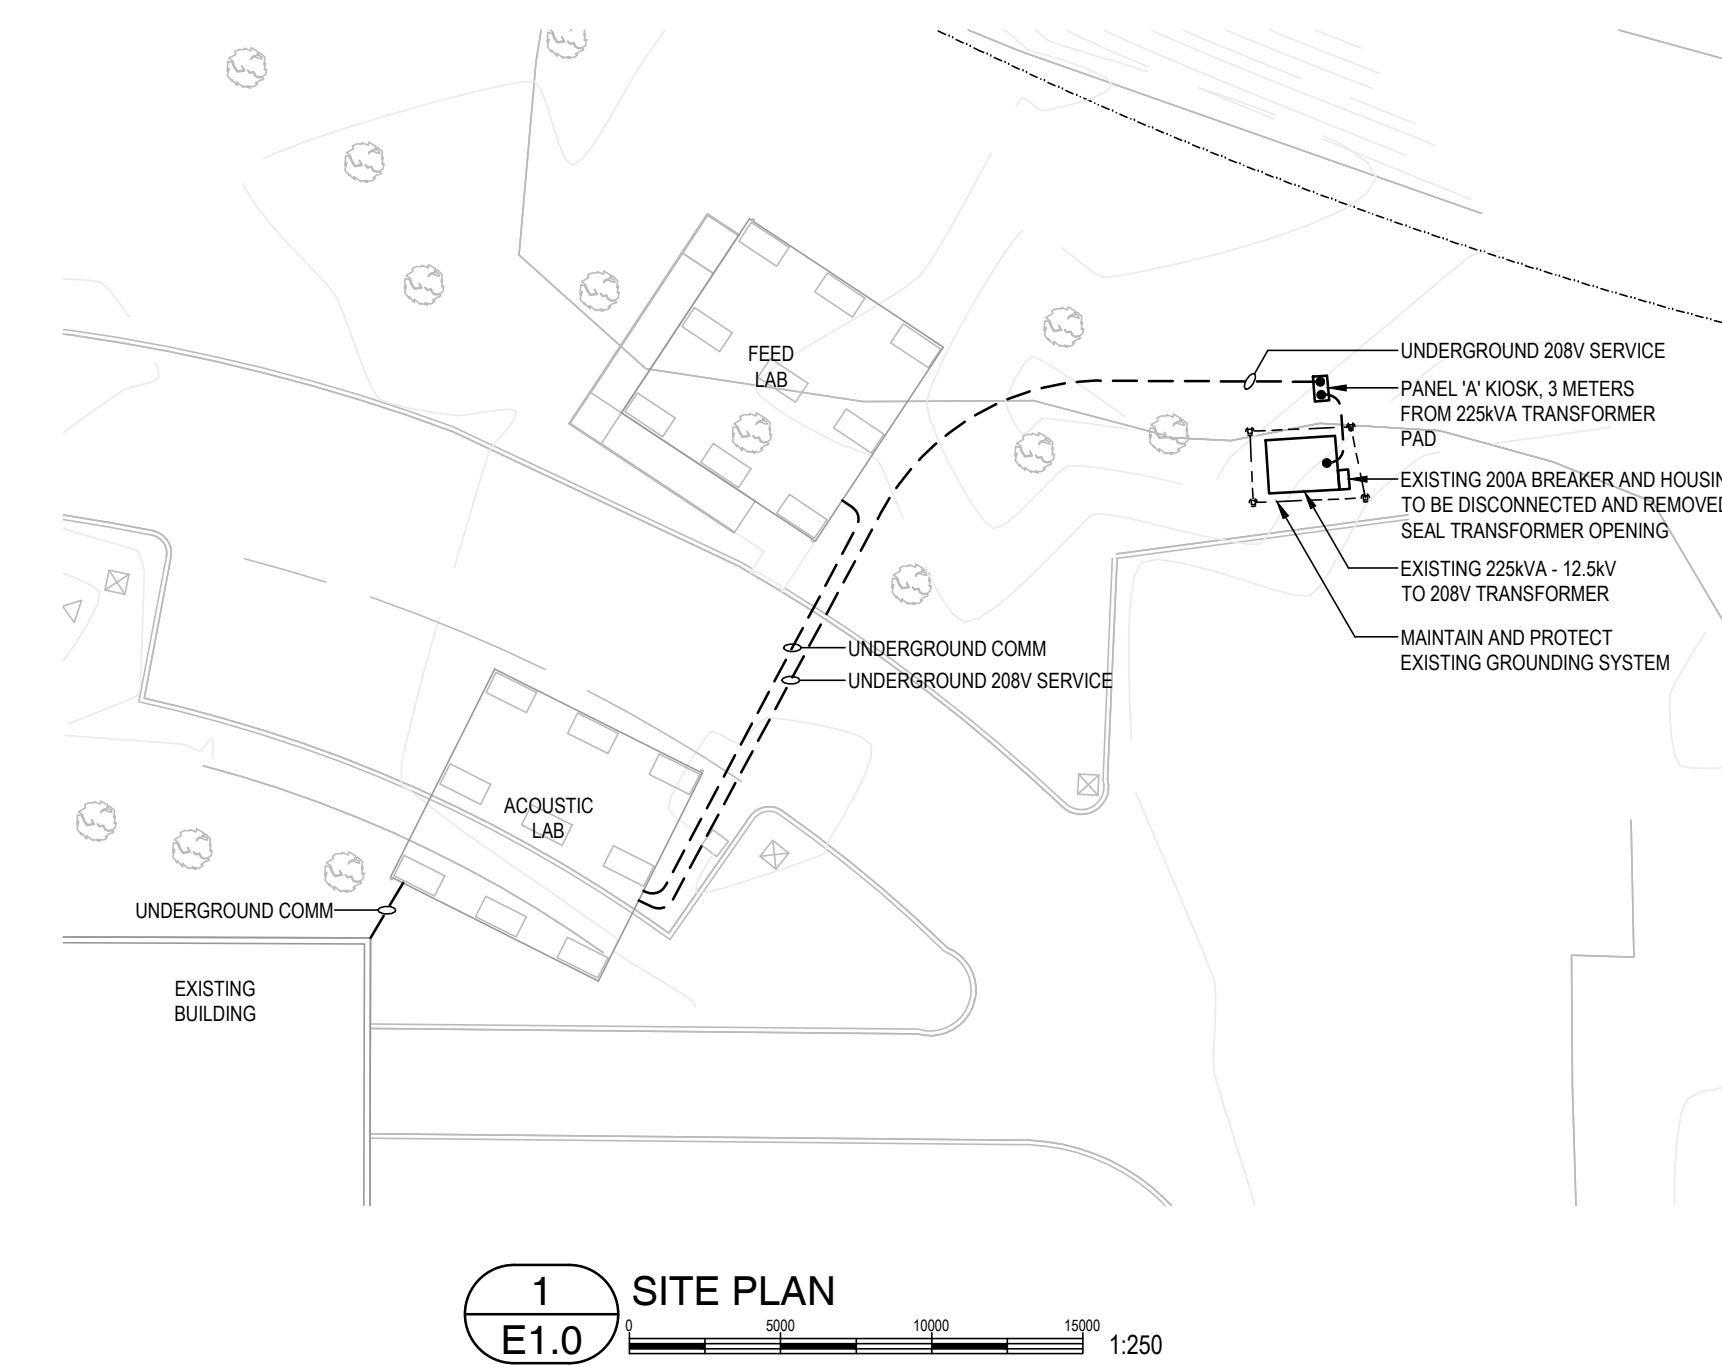 FEED
LAB
UNDERGROUND 208V SERVICE
PANEL 'A' KIOSK, 3 METERS
FROM 225kVA TRANSFORMER
PAD
EXISTING 200A BREAKER AND HOUSIN
TO BE DISCONNECTED AND REMOVED
SEAL TRANSFORMER OPENING
EXISTING 225kVA - 12.5kV
TO 208V TRANSFORMER
MAINTAIN AND PROTECT
EXISTING GROUNDING SYSTEM
UNDERGROUND COMM
UNDERGROUND 208V SERVICE
ACOUSTIC
LAB
UNDERGROUND COMM
EXISTING
BUILDING
1
E1.0
SITE PLAN
0 5000 10000 15000
1:250